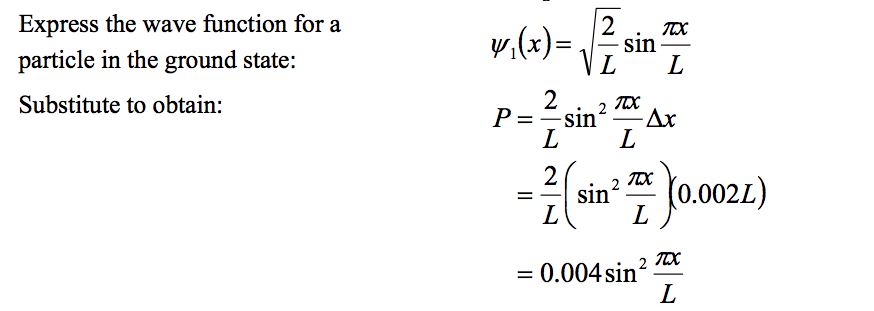 Express the wave function for a particle in the ground state:
ψ₁(x) = √(2/L) sin πx/L
Substitute to obtain:
P = 2/L sin² πx/L Δx
= 2/L (sin² πx/L)(0.002L)
= 0.004 sin² πx/L